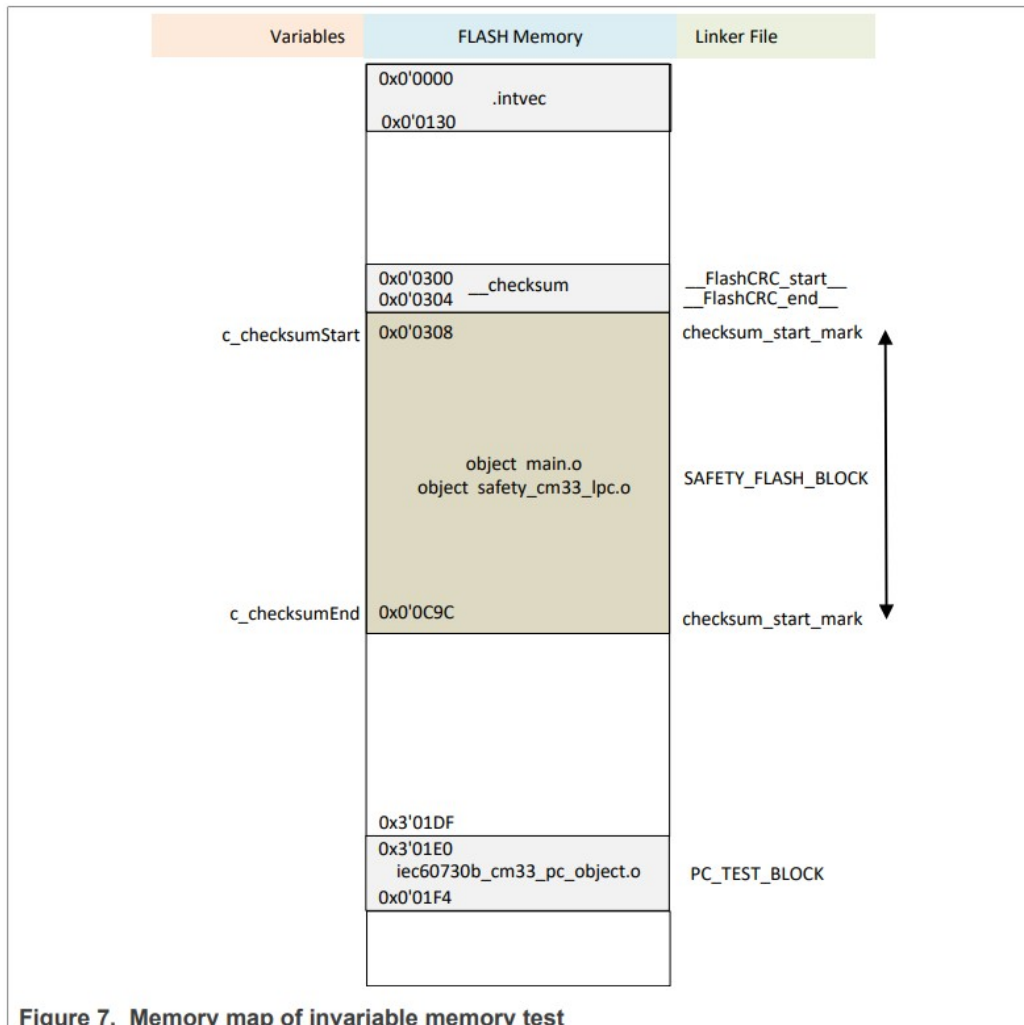 Variables FLASH Memory Linker File
0x0'0000
.intvec
0x0'0130
0x0'0300 __checksum __FlashCRC_start__
0x0'0304 __FlashCRC_end__
c_checksumStart 0x0'0308 checksum_start_mark
object main.o
object safety_cm33_lpc.o SAFETY_FLASH_BLOCK
c_checksumEnd 0x0'0C9C checksum_start_mark
0x3'01DF
0x3'01E0
iec60730b_cm33_pc_object.o PC_TEST_BLOCK
0x0'01F4
Figure 7. Memory map of invariable memory test